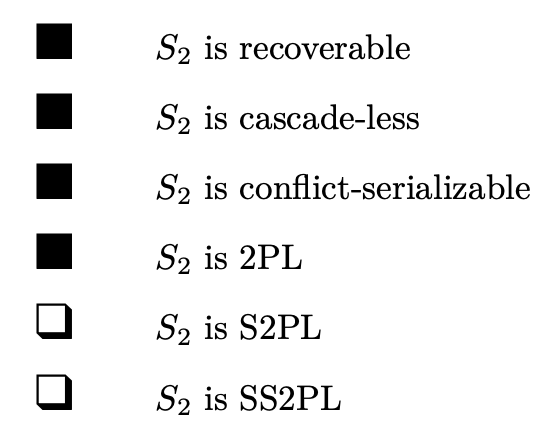 S₂ is recoverable
S₂ is cascade-less
S₂ is conflict-serializable
S₂ is 2PL
S₂ is S2PL
S₂ is SS2PL